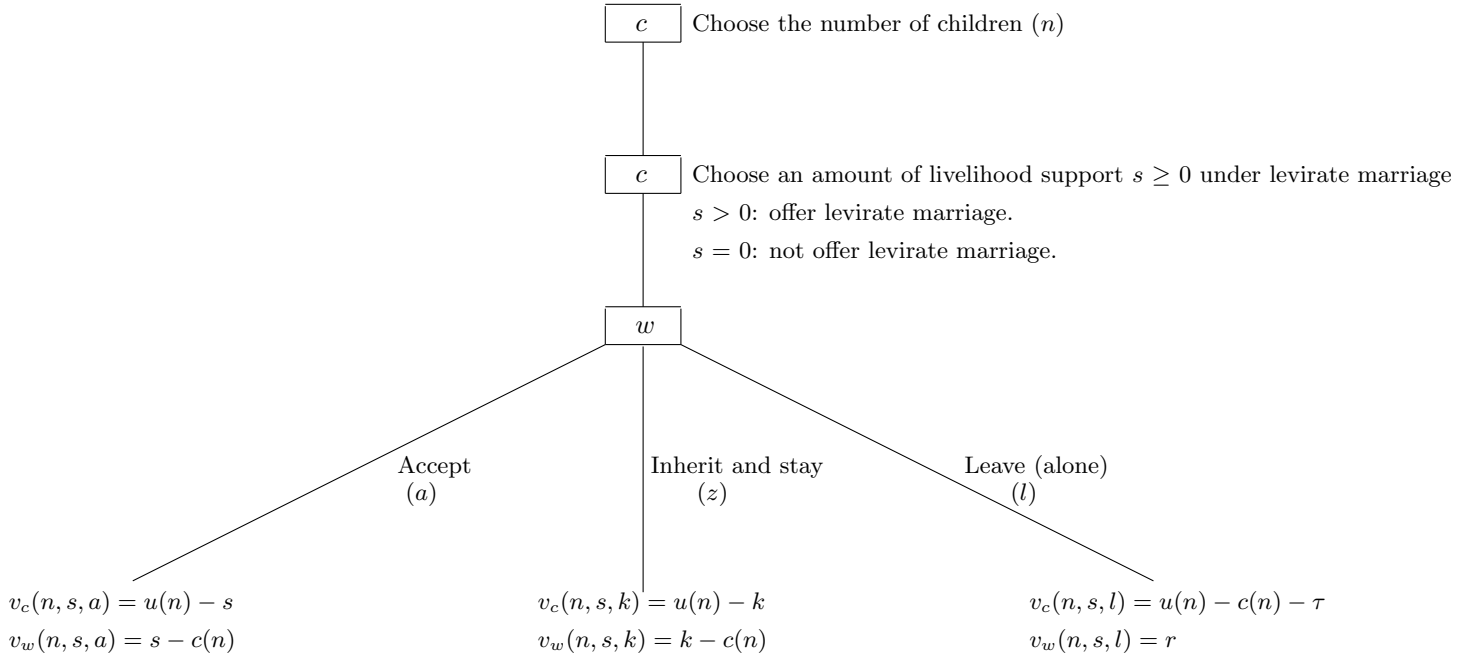 c Choose the number of children (n)
c Choose an amount of livelihood support s ≥ 0 under levirate marriage
s > 0: offer levirate marriage.
s = 0: not offer levirate marriage.
w
Accept Inherit and stay Leave (alone)
(a) (z) (l)
v_c(n, s, a) = u(n) − s v_c(n, s, k) = u(n) − k v_c(n, s, l) = u(n) − c(n) − τ
v_w(n, s, a) = s − c(n) v_w(n, s, k) = k − c(n) v_w(n, s, l) = r